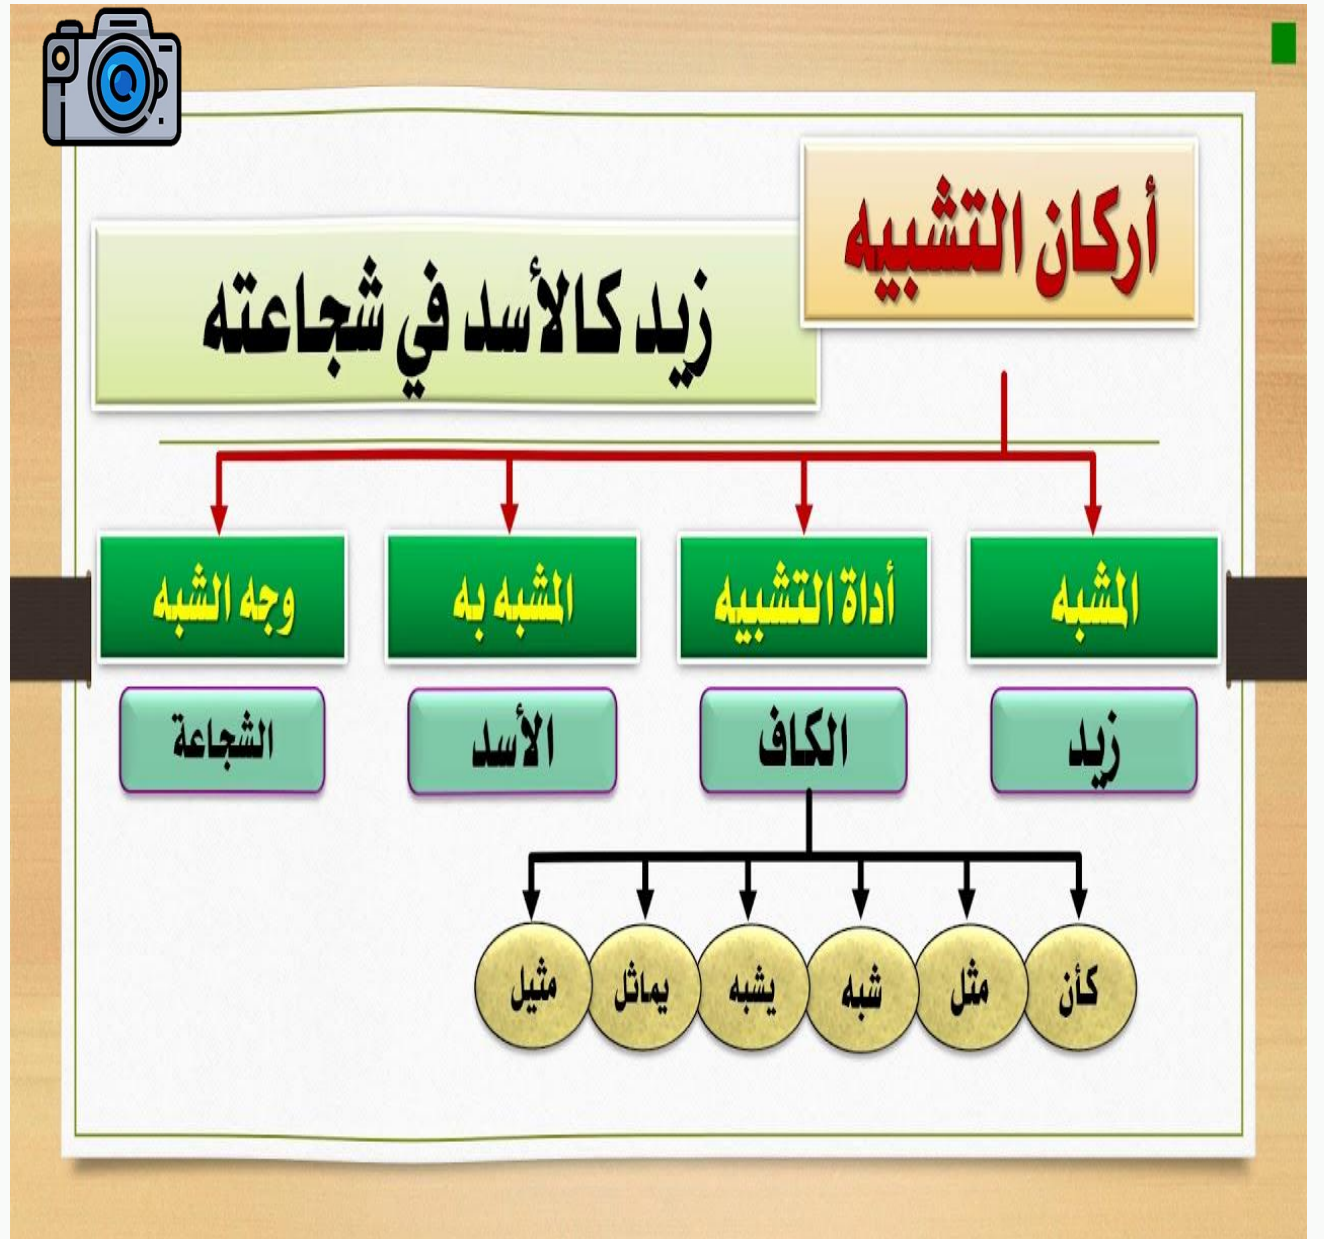 أركان التشبيه
زيد كالأسد في شجاعته
المشبه
أداة التشبيه
المشبه به
وجه الشبه
زيد
الكاف
الأسد
الشجاعة
كأن
مثل
شبه
يشبه
يماثل
مثيل